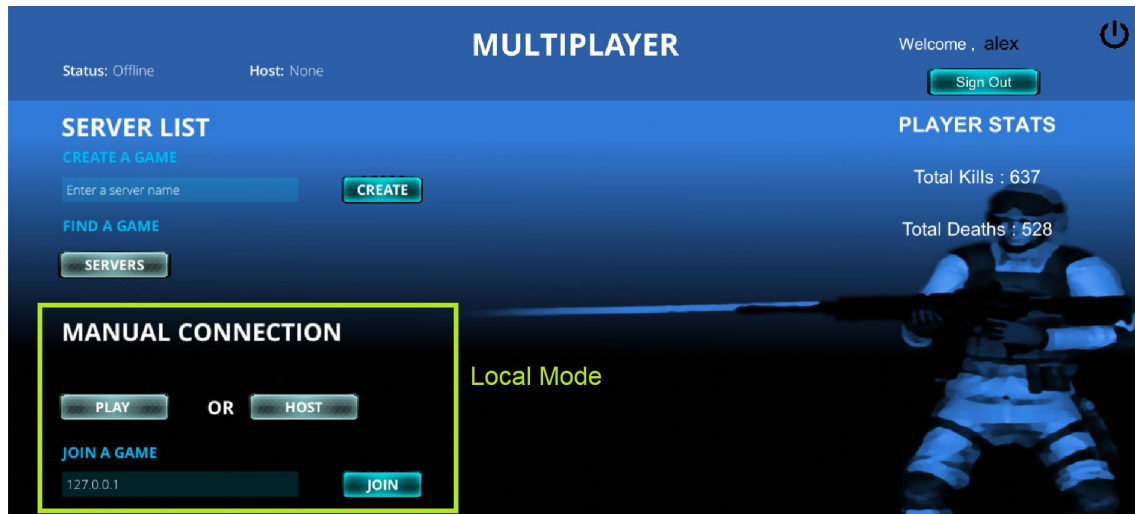 MULTIPLAYER
Welcome , alex
Status: Offline
Host: None
Sign Out
SERVER LIST
CREATE A GAME
Enter a server name
CREATE
FIND A GAME
SERVERS
PLAYER STATS
Total Kills : 637
Total Deaths : 528
MANUAL CONNECTION
PLAY OR HOST
JOIN A GAME
127.0.0.1
JOIN
Local Mode